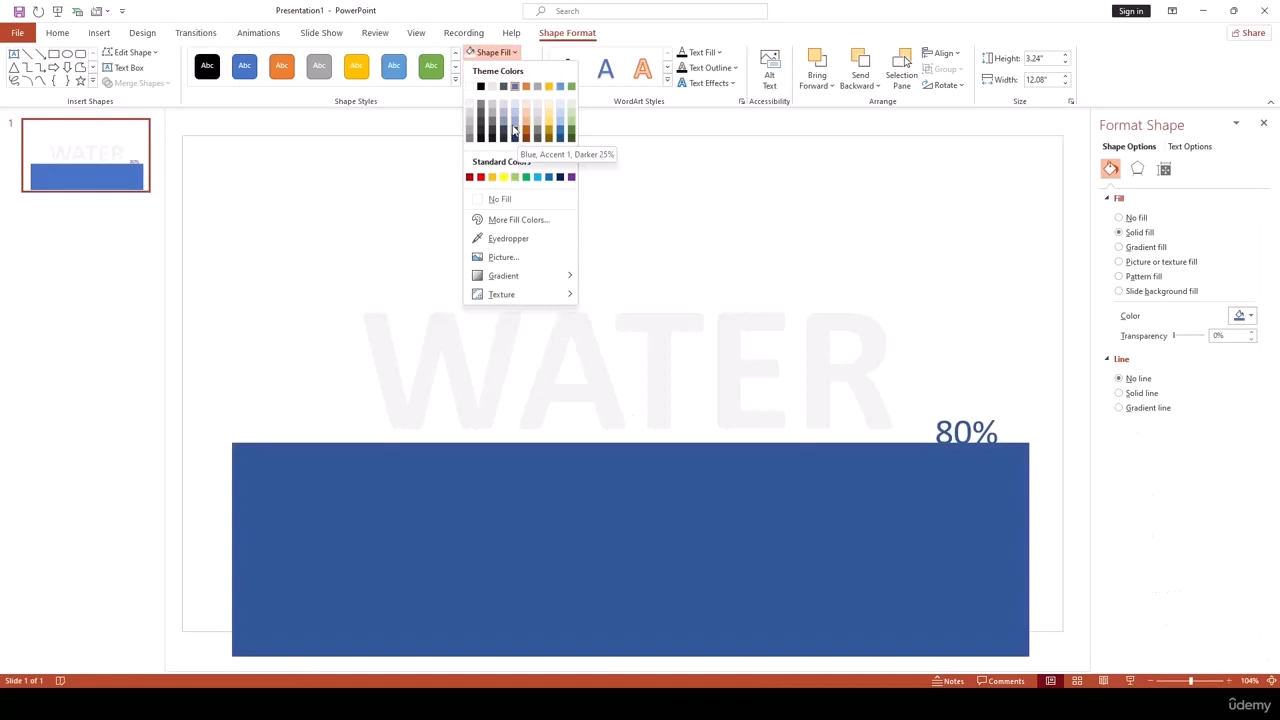 Presentation1 - PowerPoint
Search
Sign in
File
Home
Insert
Design
Transitions
Animations
Slide Show
Review
View
Recording
Help
Shape Format
Share
Edit Shape
Text Box
Merge Shapes
Insert Shapes
Abc
Abc
Abc
Abc
Abc
Abc
Abc
Shape Styles
Shape Fill
A
A
Text Fill
Text Outline
Text Effects
WordArt Styles
Alt
Text
Accessibility
Bring
Forward
Send
Backward
Selection
Pane
Align
Group
Rotate
Arrange
Height: 3.24"
Width: 12.08"
Size
Theme Colors
Blue, Accent 1, Darker 25%
Standard Colors
No Fill
More Fill Colors...
Eyedropper
Picture...
Gradient
Texture
1
WATER
80%
WATER
80%
Format Shape
Shape Options
Text Options
Fill
No fill
Solid fill
Gradient fill
Picture or texture fill
Pattern fill
Slide background fill
Color
Transparency
0%
Line
No line
Solid line
Gradient line
Slide 1 of 1
Notes
Comments
104%
ûdemy